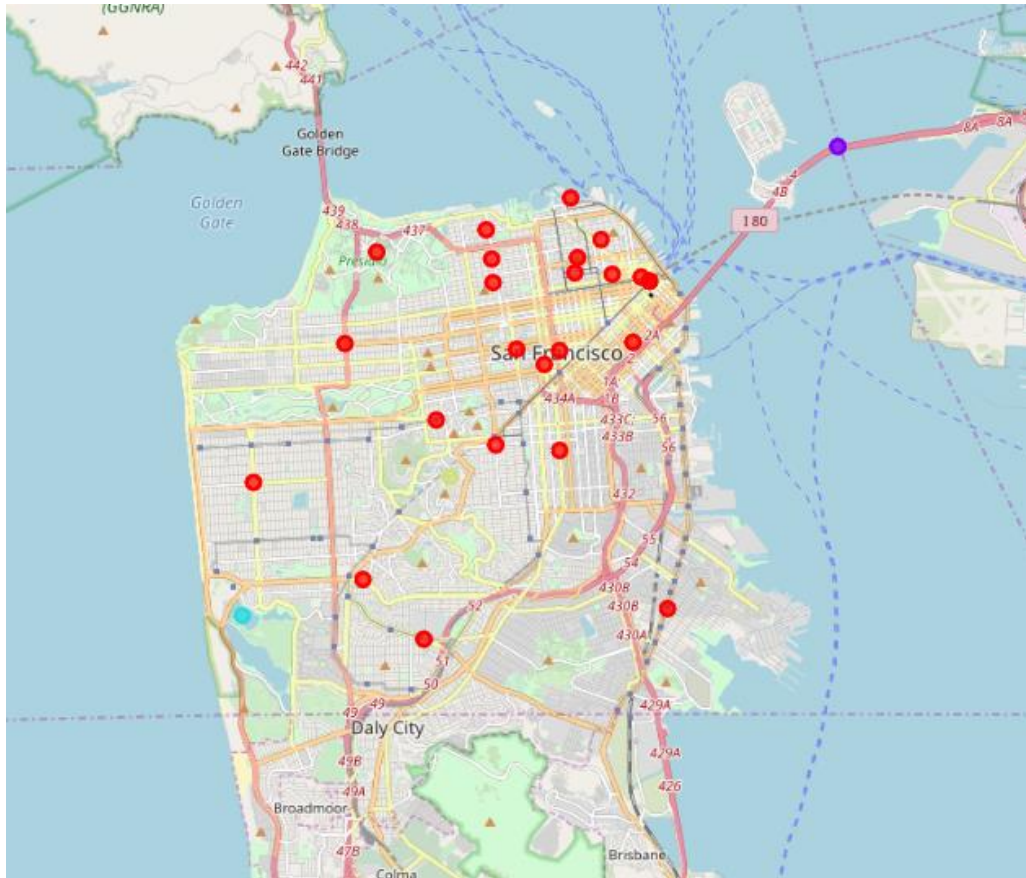 (GGNRA)
442
441
Golden
Gate Bridge
8A
8A
4
4B
Golden
Gate
439
438
437
I 80
Presidio
2A
San Francisco
2
1A
1B
434A
433C;
433B
56
56
432
55
54
430B
52
430B
430A
51
50
49
49
429A
Daly City
49B
429A
49A
426
Broadmoor
47B
Brisbane
Colma